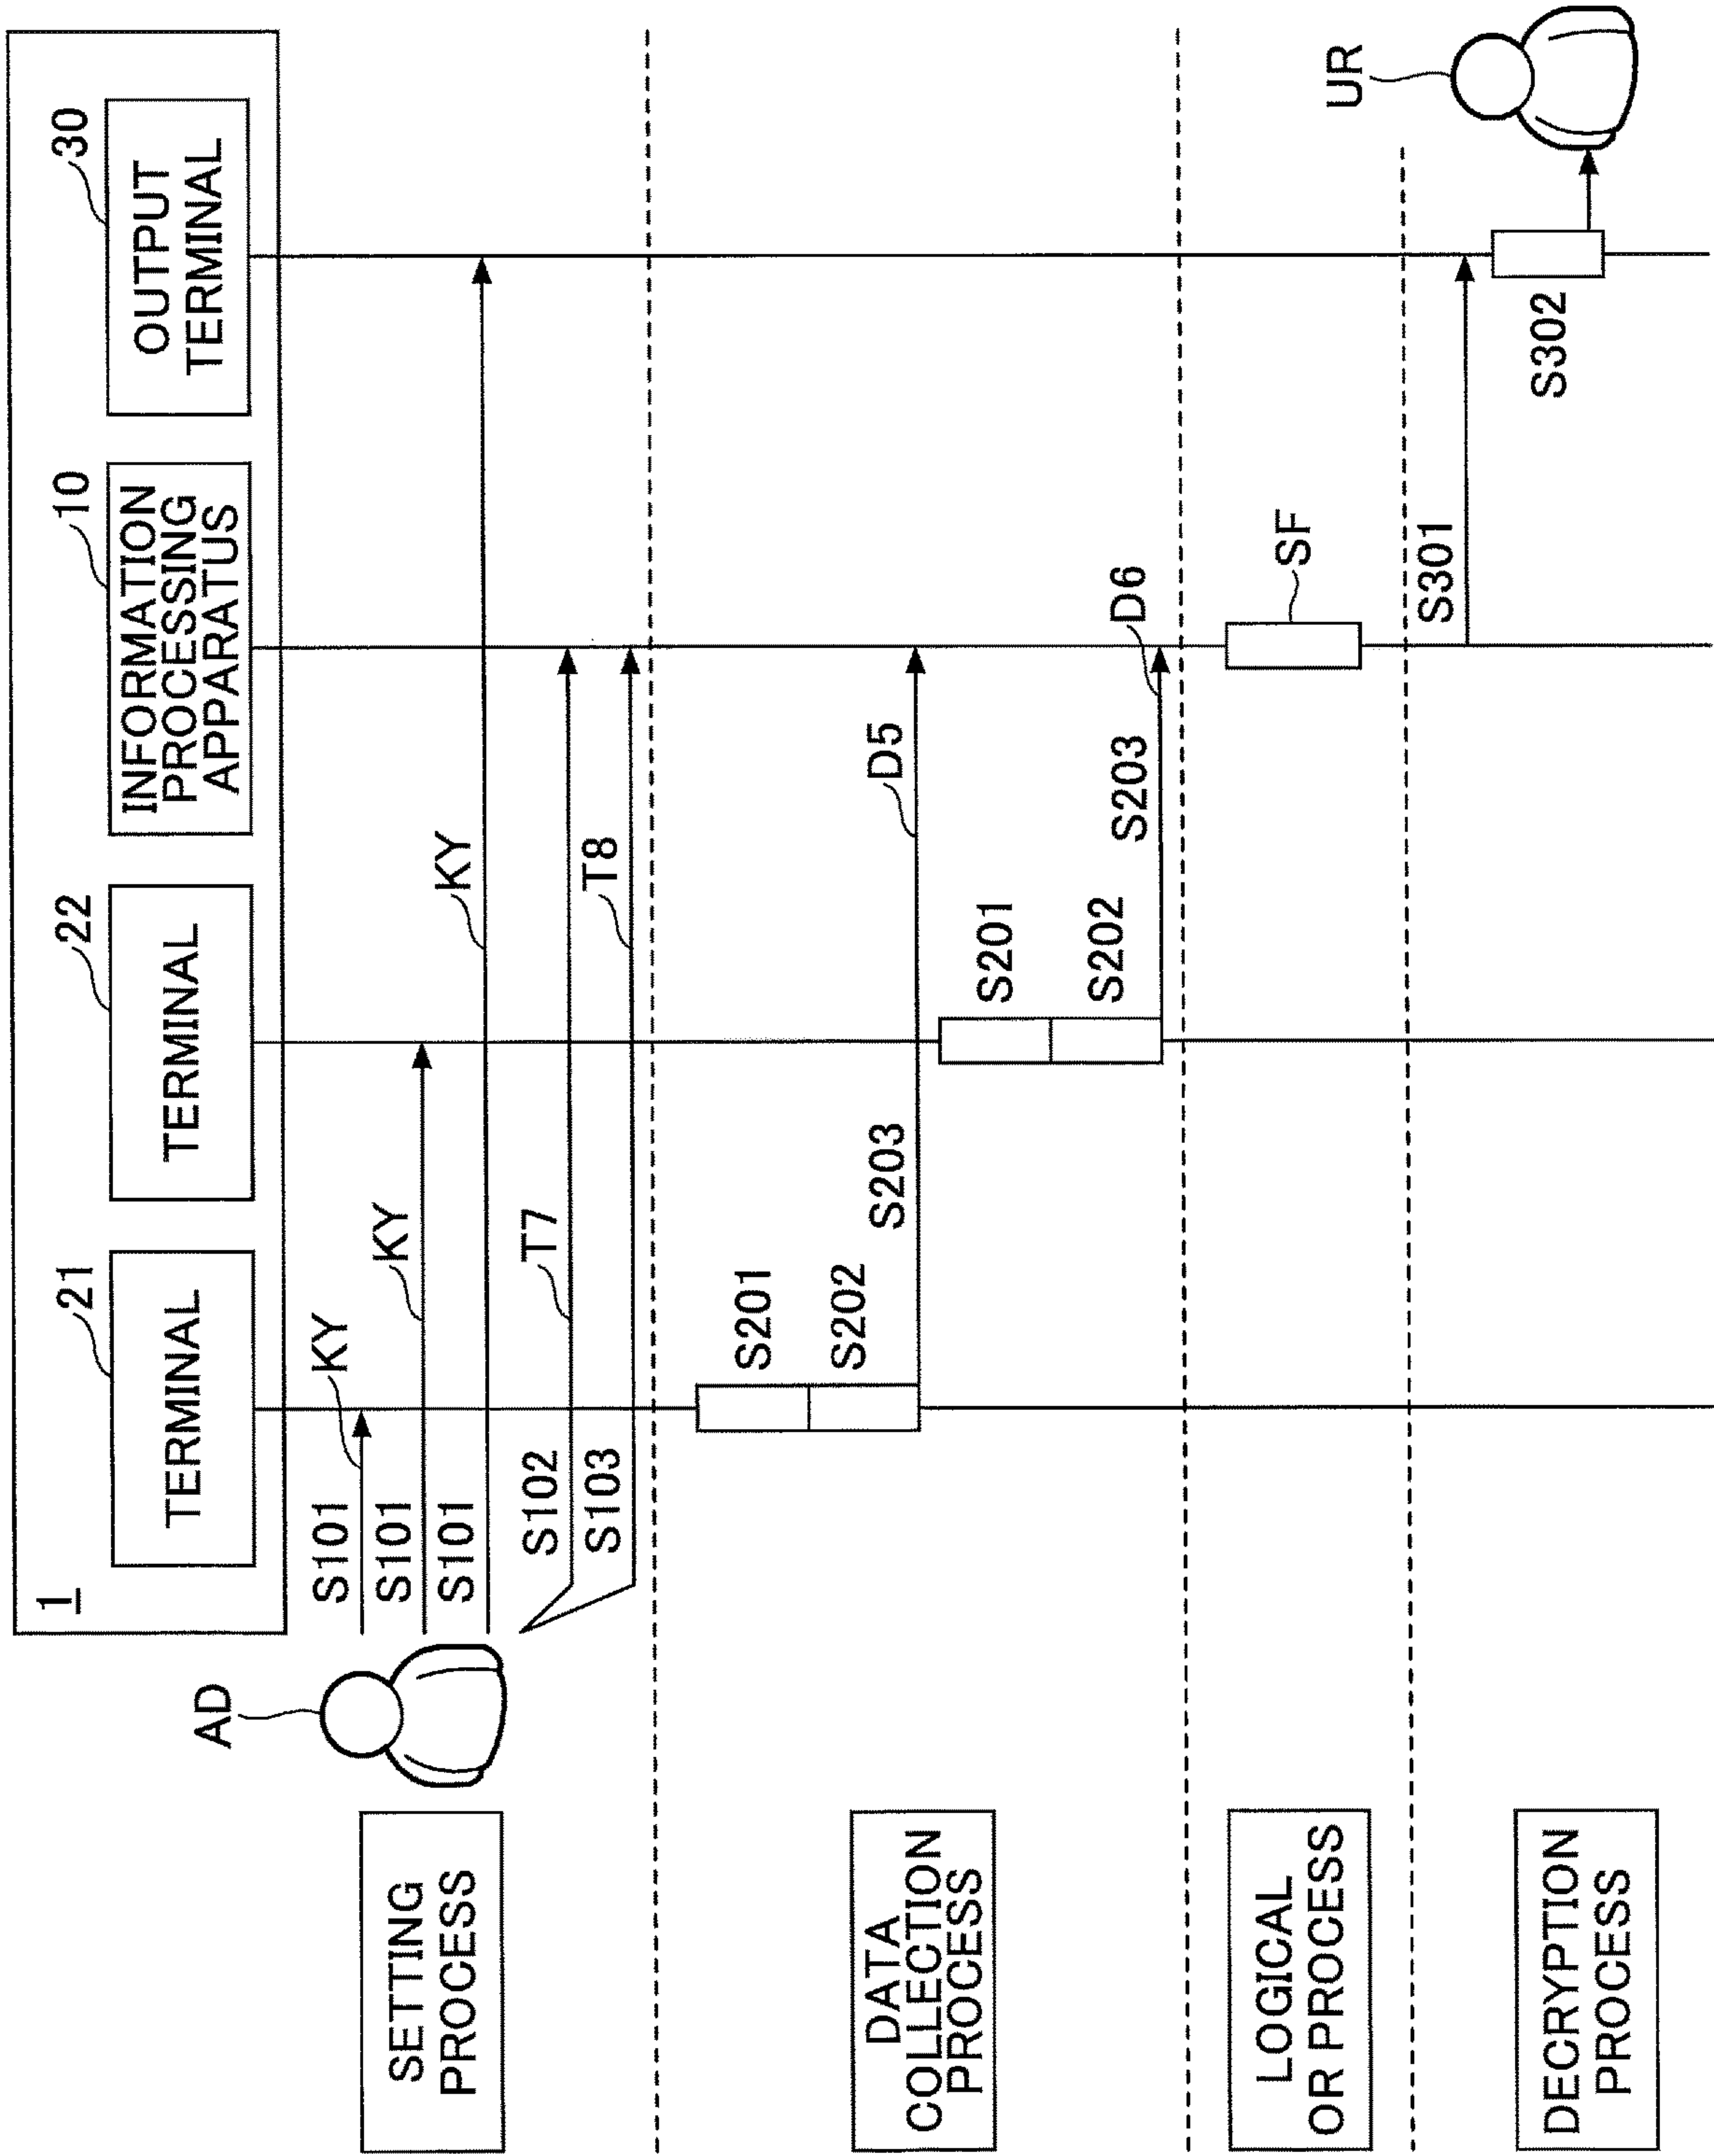 1
21
TERMINAL
22
TERMINAL
10
INFORMATION
PROCESSING
APPARATUS
30
OUTPUT
TERMINAL
AD
SETTING
PROCESS
S101
KY
S101
KY
S101
KY
S102
T7
S103
T8
DATA
COLLECTION
PROCESS
S201
S202
S203
D5
S201
S202
S203
D6
LOGICAL
OR PROCESS
SF
DECRYPTION
PROCESS
S301
S302
UR